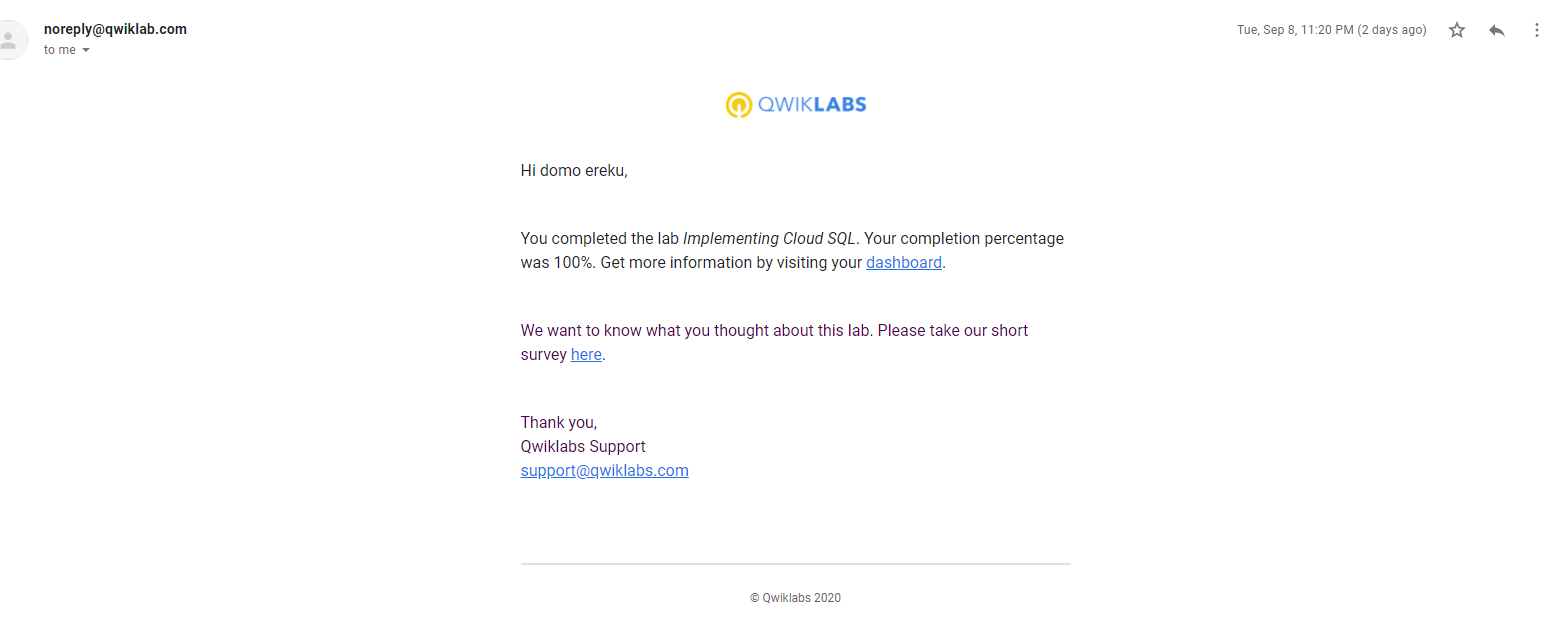 noreply@qwiklab.com
Tue, Sep 8, 11:20 PM (2 days ago)
to me
QWIKLABS
Hi domo ereku,
You completed the lab Implementing Cloud SQL. Your completion percentage
was 100%. Get more information by visiting your dashboard.
We want to know what you thought about this lab. Please take our short
survey here.
Thank you,
Qwiklabs Support
support@qwiklabs.com
© Qwiklabs 2020